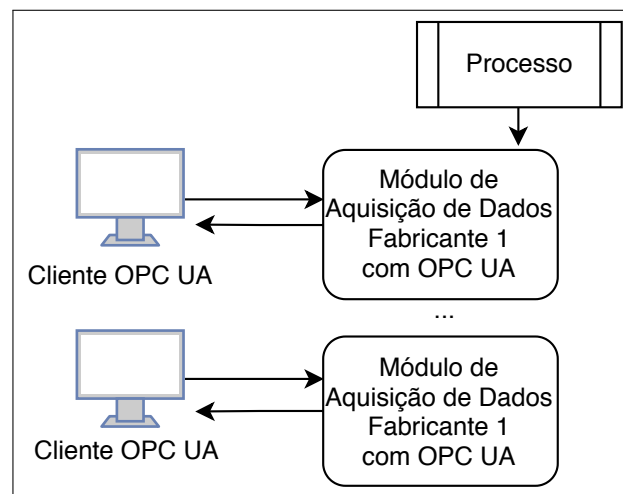 Processo
Módulo de
Aquisição de Dados
Fabricante 1
com OPC UA
Cliente OPC UA
...
Módulo de
Aquisição de Dados
Fabricante 1
com OPC UA
Cliente OPC UA